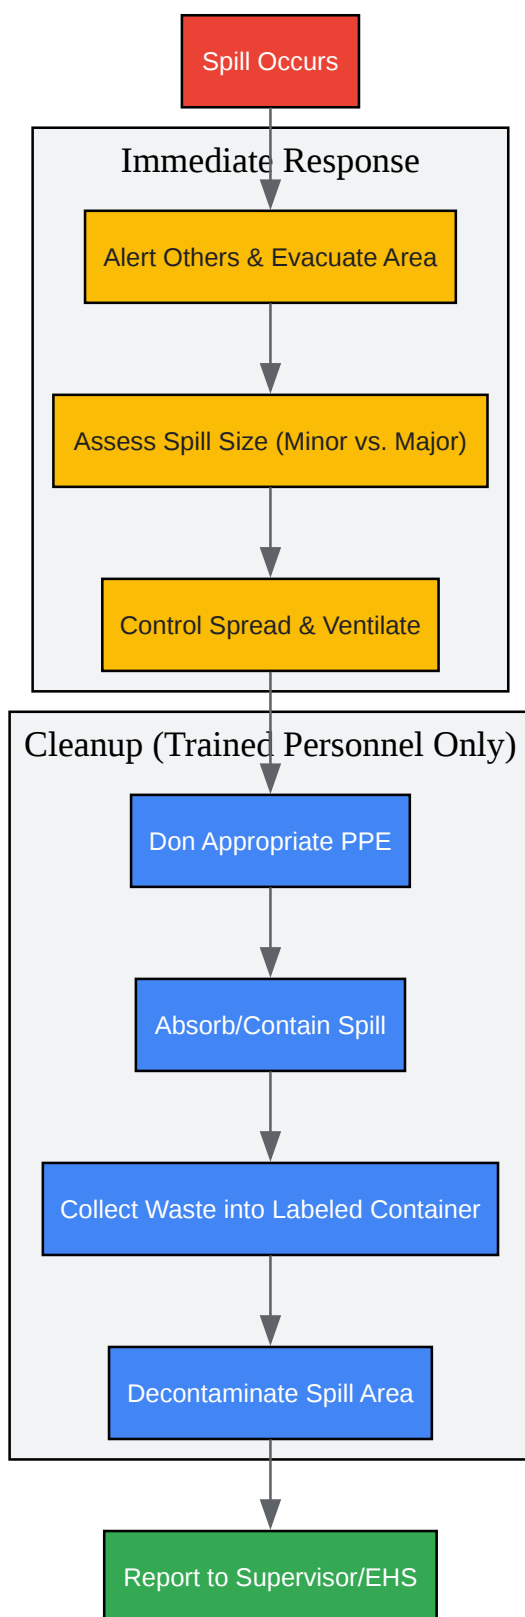 Spill Occurs
Immediate Response
Alert Others & Evacuate Area
Assess Spill Size (Minor vs. Major)
Control Spread & Ventilate
Cleanup (Trained Personnel Only)
Don Appropriate PPE
Absorb/Contain Spill
Collect Waste into Labeled Container
Decontaminate Spill Area
Report to Supervisor/EHS